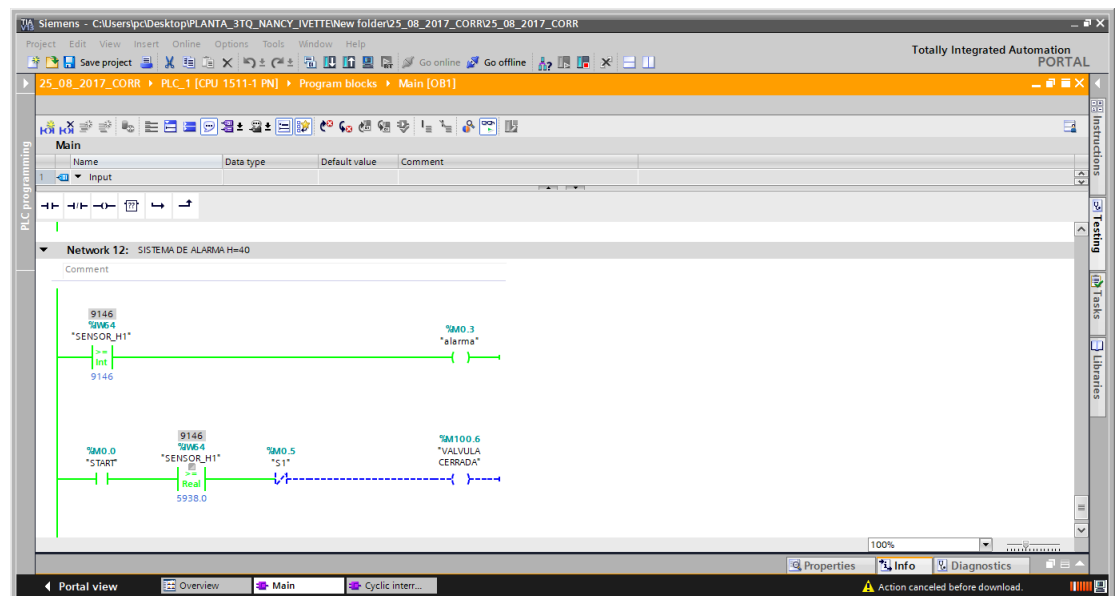 Siemens - C:\Users\pc\Desktop\PLANTA_3TQ_NANCY_IVETTE\New folder\25_08_2017_CORR\25_08_2017_CORR
Project Edit View Insert Online Options Tools Window Help
Totally Integrated Automation
PORTAL
Save project
Go online
Go offline
25_08_2017_CORR
PLC_1 [CPU 1511-1 PN]
Program blocks
Main [OB1]
PLC programming
Main
Name Data type Default value Comment
1 Input
??
Network 12: SISTEMA DE ALARMA H=40
Comment
9146
%IW64
"SENSOR_H1"
>=
Int
9146
%M0.3
"alarma"
%M0.0
"START"
9146
%IW64
"SENSOR_H1"
>=
Real
5938.0
%M0.5
"S1"
%M100.6
"VALVULA
CERRADA"
100%
Instructions
Testing
Tasks
Libraries
Properties
Info
Diagnostics
Portal view
Overview
Main
Cyclic interr...
Action canceled before download.